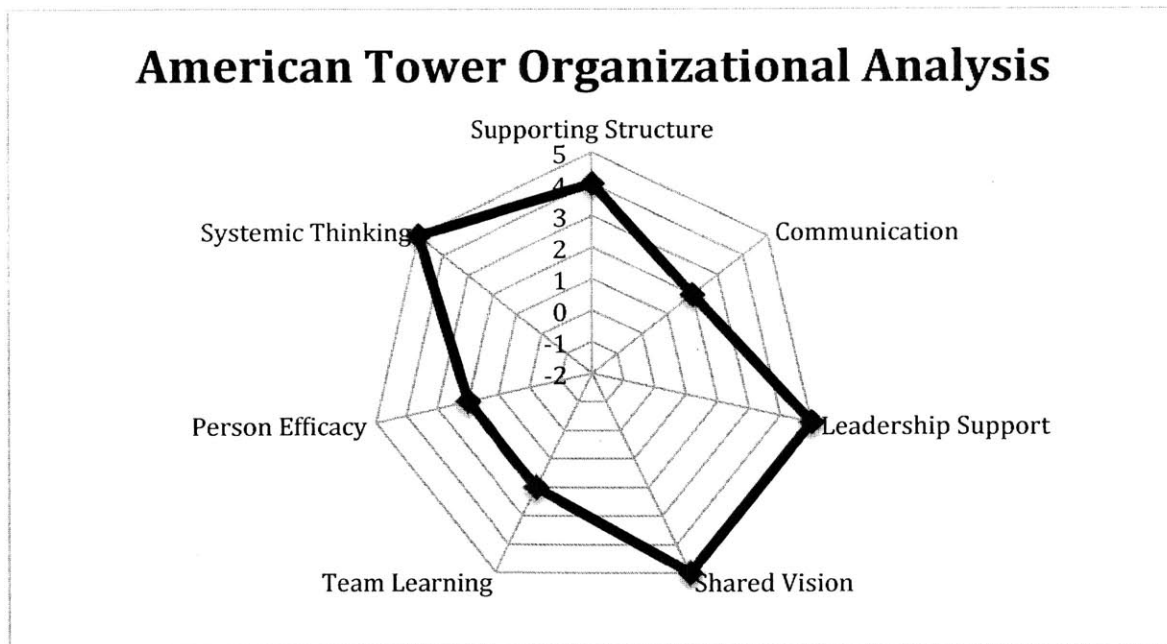 American Tower Organizational Analysis
Supporting Structure
5
4
3
2
1
0
-1
-2
Systemic Thinking
Communication
Person Efficacy
Leadership Support
Team Learning
Shared Vision